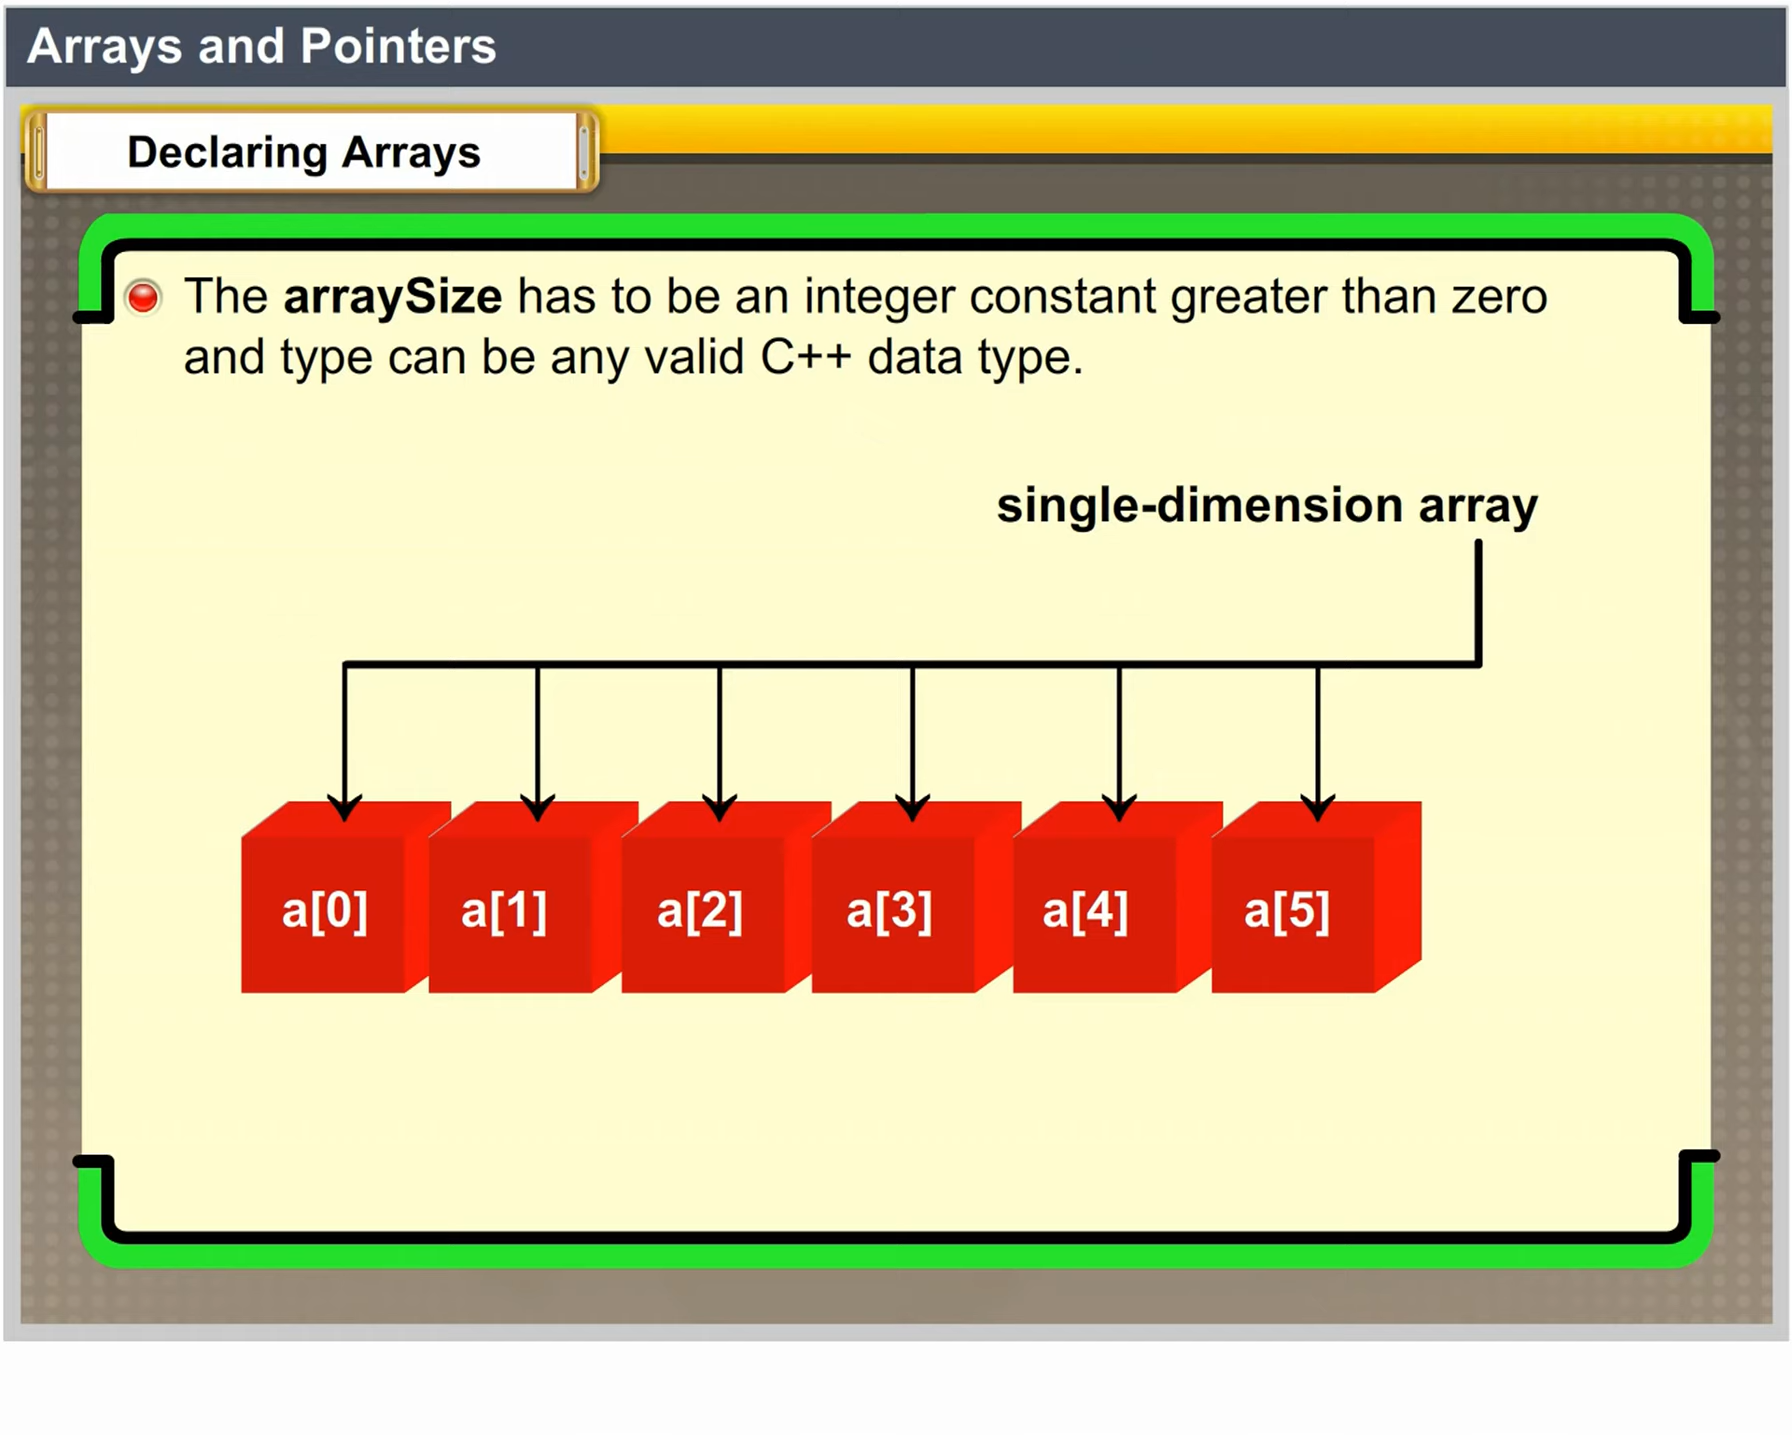 Arrays and Pointers
Declaring Arrays
The arraySize has to be an integer constant greater than zero
and type can be any valid C++ data type.
single-dimension array
a[0] a[1] a[2] a[3] a[4] a[5]